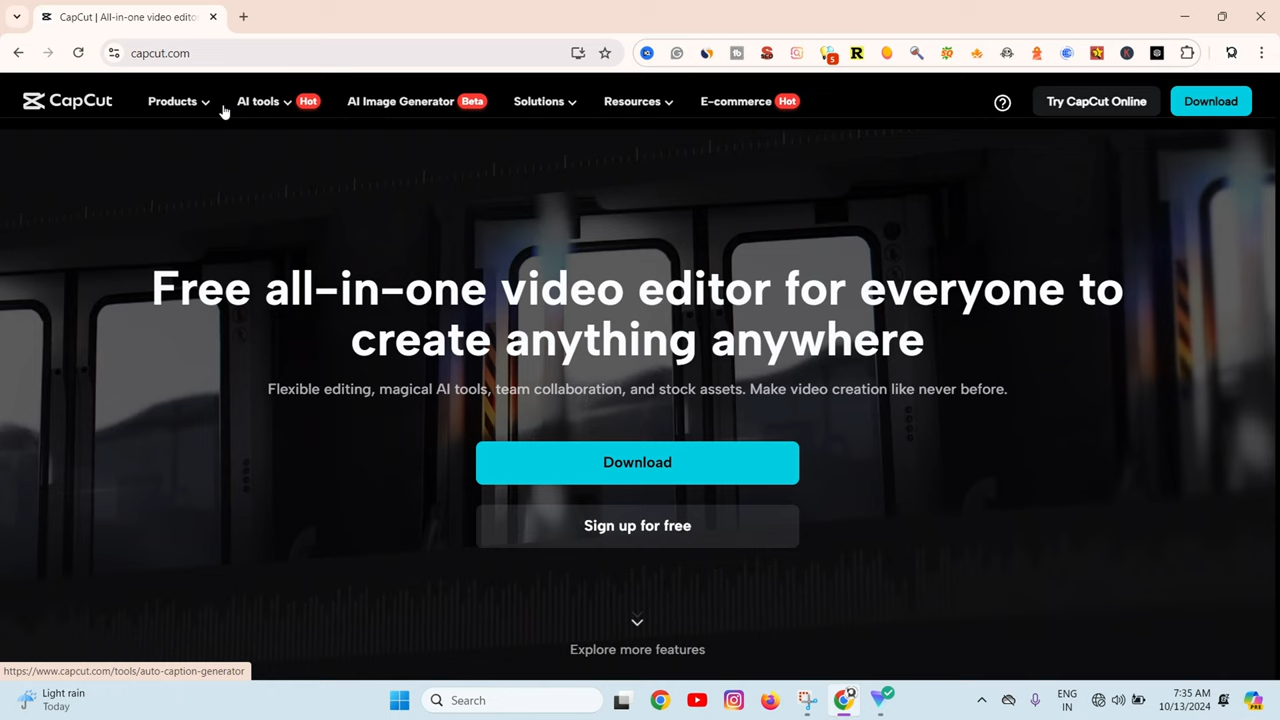 CapCut | All-in-one video edito
capcut.com
5
CapCut
Products
AI tools
Hot
AI Image Generator
Beta
Solutions
Resources
E-commerce
Hot
Try CapCut Online
Download
Free all-in-one video editor for everyone to
create anything anywhere
Flexible editing, magical AI tools, team collaboration, and stock assets. Make video creation like never before.
Download
Sign up for free
Explore more features
https://www.capcut.com/tools/auto-caption-generator
Light rain
Today
Search
ENG
IN
7:35 AM
10/13/2024
PRE